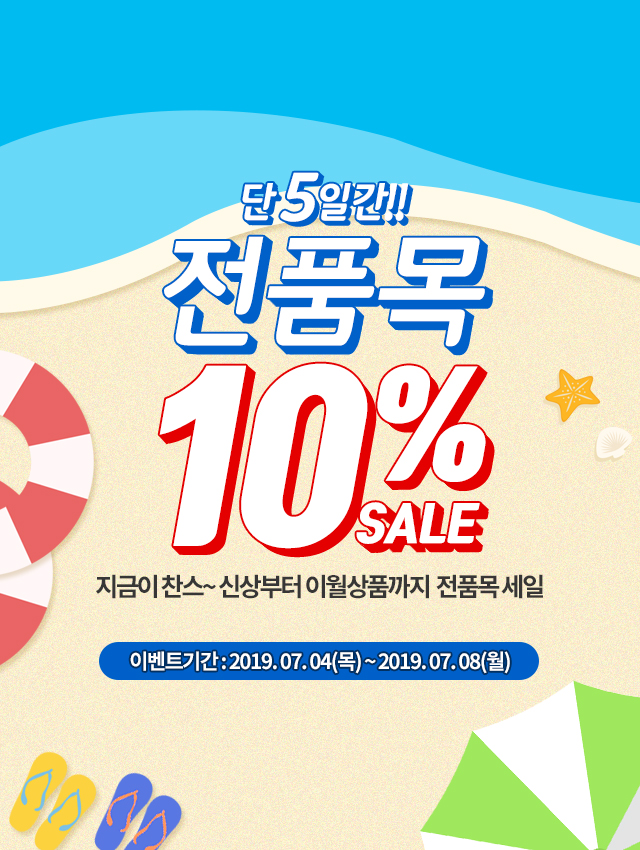 단 5일간!!
전품목
10%
SALE
지금이 찬스~ 신상부터 이월상품까지 전품목 세일
이벤트기간 : 2019. 07. 04(목) ~ 2019. 07. 08(월)